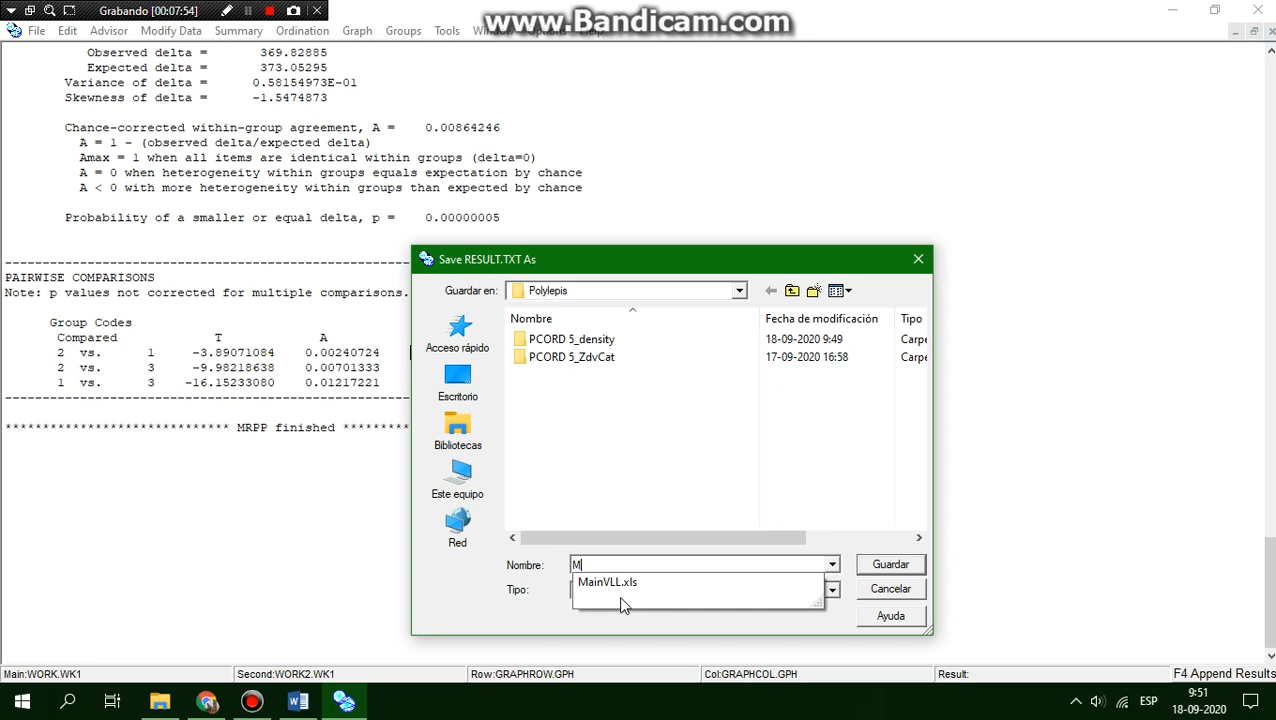 Grabando [00:07:54]
www.Bandicam.com
File Edit Advisor Modify Data Summary Ordination Graph Groups Tools Window Options Help
Observed delta = 369.82885
Expected delta = 373.05295
Variance of delta = 0.58154973E-01
Skewness of delta = -1.5474873
Chance-corrected within-group agreement, A = 0.00864246
A = 1 - (observed delta/expected delta)
Amax = 1 when all items are identical within groups (delta=0)
A = 0 when heterogeneity within groups equals expectation by chance
A < 0 with more heterogeneity within groups than expected by chance
Probability of a smaller or equal delta, p = 0.00000005
PAIRWISE COMPARISONS
Note: p values not corrected for multiple comparisons.
Group Codes
Compared T A
2 vs. 1 -3.89071084 0.00240724
2 vs. 3 -9.98218638 0.00701333
1 vs. 3 -16.15233080 0.01217221
****************************** MRPP finished *********
Save RESULT.TXT As
Guardar en: Polylepis
Nombre Fecha de modificación Tipo
PCORD 5_density 18-09-2020 9:49 Carpe
PCORD 5_ZdvCat 17-09-2020 16:58 Carpe
Acceso rápido
Escritorio
Bibliotecas
Este equipo
Red
Nombre: M Guardar
MainVLL.xls
Tipo: Cancelar
Ayuda
Main:WORK.WK1 Second:WORK2.WK1 Row:GRAPHROW.GPH Col:GRAPHCOL.GPH Result: F4 Append Results
ESP
9:51
18-09-2020